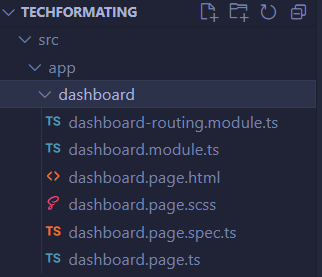 TECHFORMATING
src
app
dashboard
TS dashboard-routing.module.ts
TS dashboard.module.ts
<> dashboard.page.html
dashboard.page.scss
TS dashboard.page.spec.ts
TS dashboard.page.ts